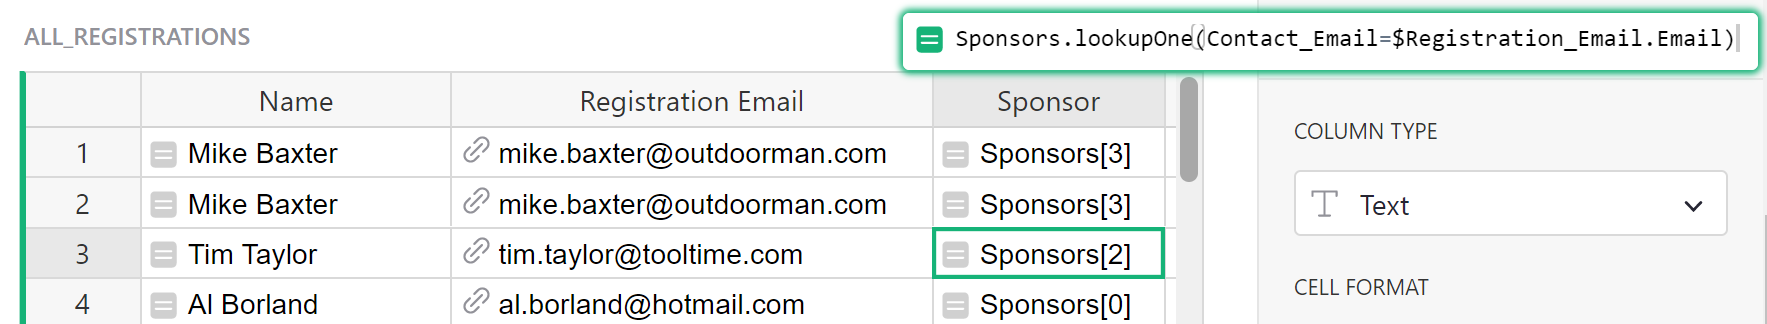 ALL_REGISTRATIONS
Sponsors.lookupOne(Contact_Email=$Registration_Email.Email)
Name Registration Email Sponsor
1 Mike Baxter mike.baxter@outdoorman.com Sponsors[3]
2 Mike Baxter mike.baxter@outdoorman.com Sponsors[3]
3 Tim Taylor tim.taylor@tooltime.com Sponsors[2]
4 Al Borland al.borland@hotmail.com Sponsors[0]
COLUMN TYPE
Text
CELL FORMAT